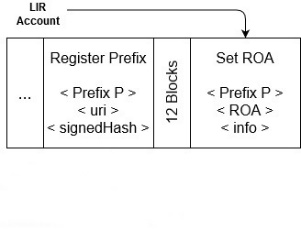 LIR
Account
...
Register Prefix
< Prefix P >
< uri >
< signedHash >
12 Blocks
Set ROA
< Prefix P >
< ROA >
< info >